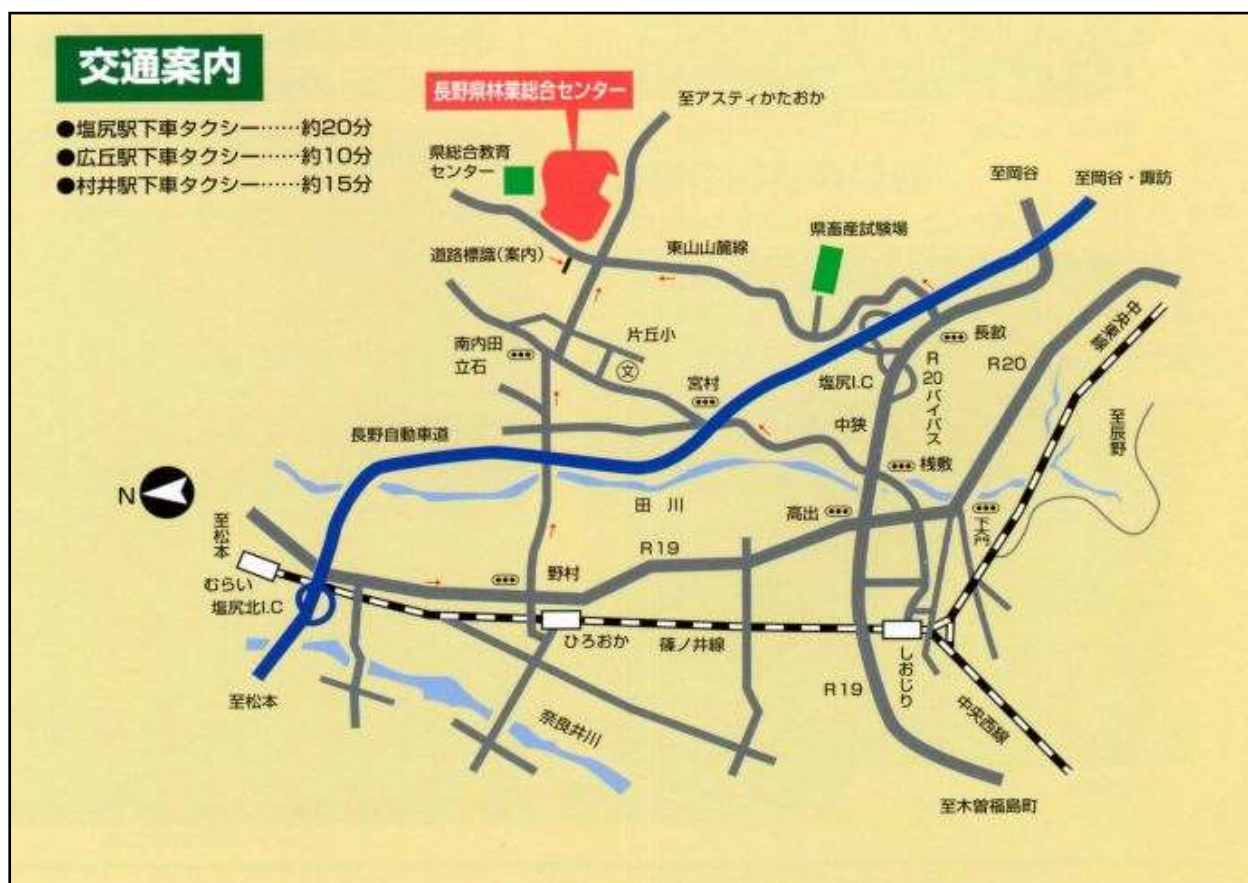 交通案内
●塩尻駅下車タクシー……約20分
●広丘駅下車タクシー……約10分
●村井駅下車タクシー……約15分
長野県林業総合センター
至アスティかたおか
県総合教育
センター
至岡谷
至岡谷・諏訪
県畜産試験場
道路標識(案内)
東山山麓線
中央東線
片丘小
南内田
立石
文
長畝
R20
宮村
塩尻I.C
R20バイパス
至辰野
中挟
長野自動車道
桟敷
N
田 川
高出
下大門
至松本
R19
野村
むらい
塩尻北I.C
ひろおか
篠ノ井線
しおじり
R19
至松本
奈良井川
中央西線
至木曽福島町